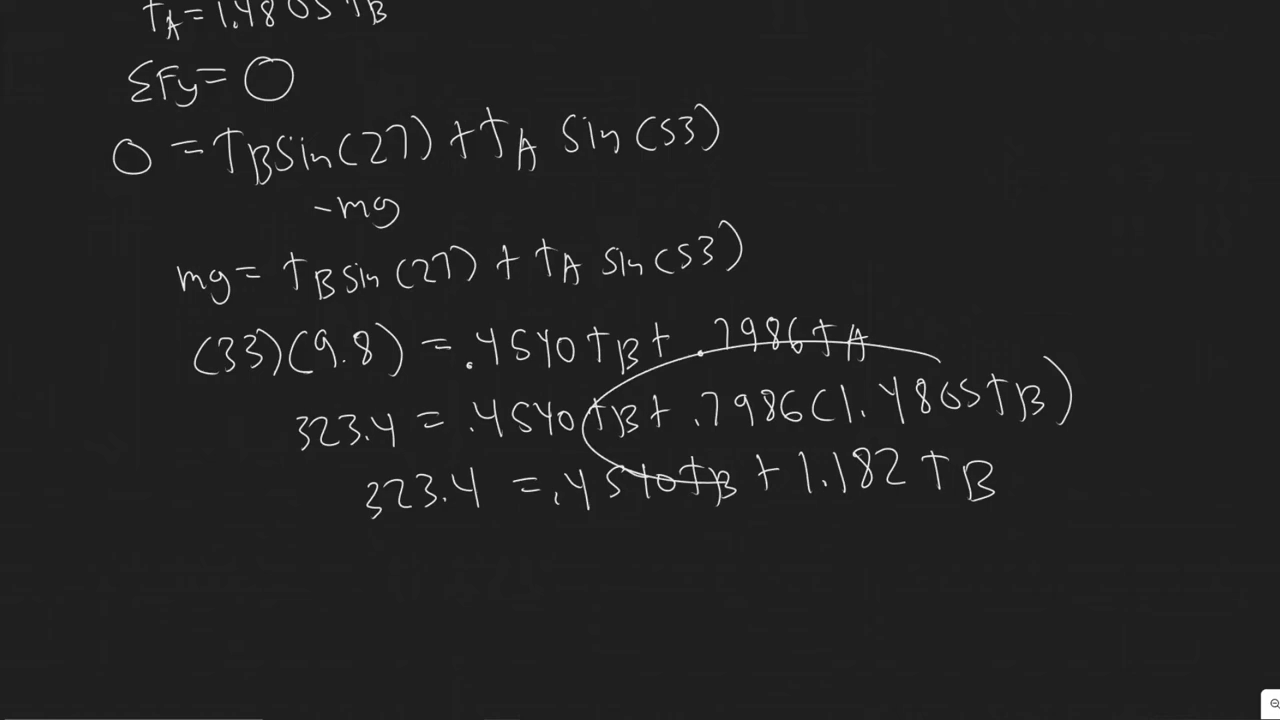 TA = 1.4805 TB
ΣFy = 0
0 = TB sin(27) + TA sin(53)
- mg
mg = TB sin(27) + TA sin(53)
(33)(9.8) = .4540 TB + .7986 TA
323.4 = .4540 TB + .7986(1.4805 TB)
323.4 = .4540 TB + 1.182 TB